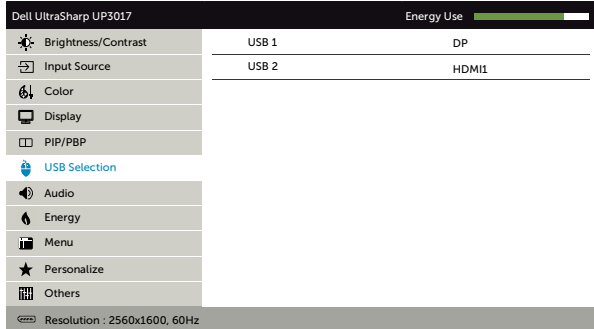 Dell UltraSharp UP3017 Energy Use
Brightness/Contrast USB 1 DP
Input Source USB 2 HDMI1
Color
Display
PIP/PBP
USB Selection
Audio
Energy
Menu
Personalize
Others
Resolution : 2560x1600, 60Hz